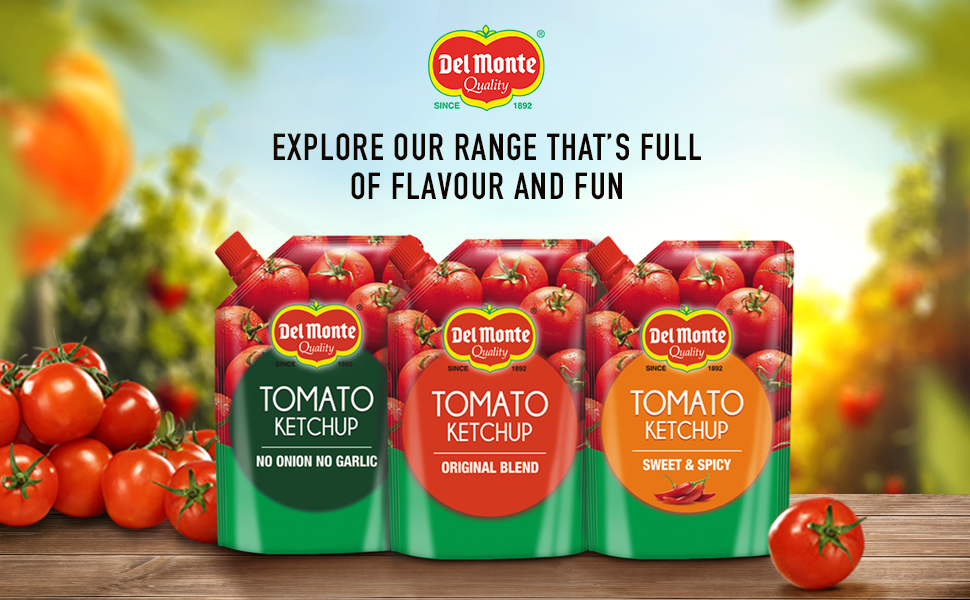 ®
Del Monte
Quality
SINCE 1892
EXPLORE OUR RANGE THAT'S FULL
OF FLAVOUR AND FUN
Del Monte
Quality
SINCE 1892
TOMATO
KETCHUP
NO ONION NO GARLIC
Del Monte
Quality
SINCE 1892
TOMATO
KETCHUP
ORIGINAL BLEND
Del Monte
Quality
SINCE 1892
TOMATO
KETCHUP
SWEET & SPICY